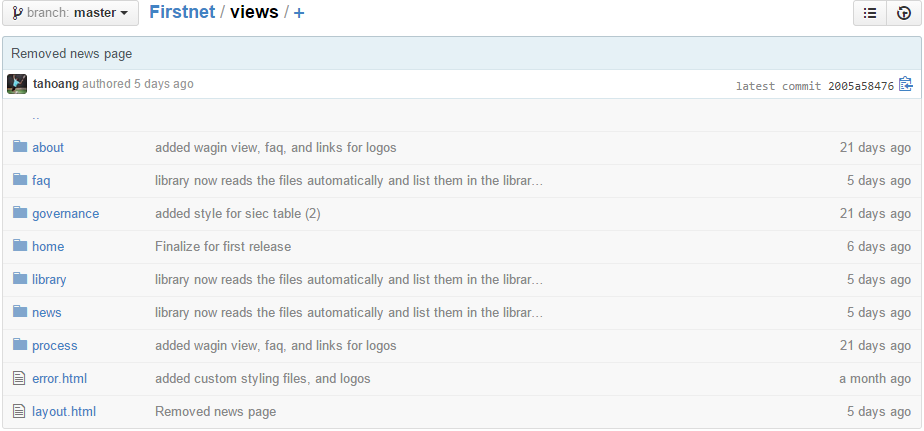 branch: master Firstnet / views / +
Removed news page
tahoang authored 5 days ago latest commit 2005a58476
..
about added wagin view, faq, and links for logos 21 days ago
faq library now reads the files automatically and list them in the librar... 5 days ago
governance added style for siec table (2) 21 days ago
home Finalize for first release 6 days ago
library library now reads the files automatically and list them in the librar... 5 days ago
news library now reads the files automatically and list them in the librar... 5 days ago
process added wagin view, faq, and links for logos 21 days ago
error.html added custom styling files, and logos a month ago
layout.html Removed news page 5 days ago